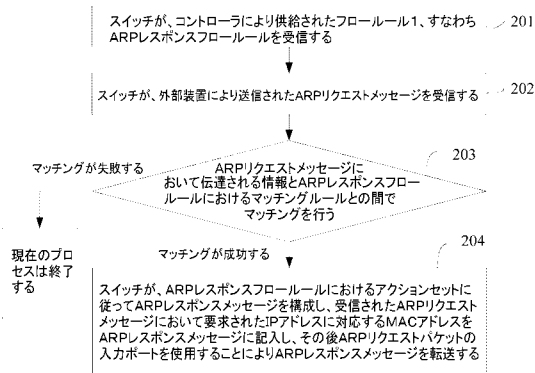 スイッチが、コントローラにより供給されたフロールール1、すなわち
ARPレスポンスフロールールを受信する
201
スイッチが、外部装置により送信されたARPリクエストメッセージを受信する
202
203
マッチングが失敗する
ARPリクエストメッセージに
おいて伝達される情報とARPレスポンスフロー
ルールにおけるマッチングルールとの間で
マッチングを行う
現在のプロ
セスは終了
する
マッチングが成功する
204
スイッチが、ARPレスポンスフロールールにおけるアクションセットに
従ってARPレスポンスメッセージを構成し、受信されたARPリクエスト
メッセージにおいて要求されたIPアドレスに対応するMACアドレスを
ARPレスポンスメッセージに記入し、その後ARPリクエストパケットの
入力ポートを使用することによりARPレスポンスメッセージを転送する